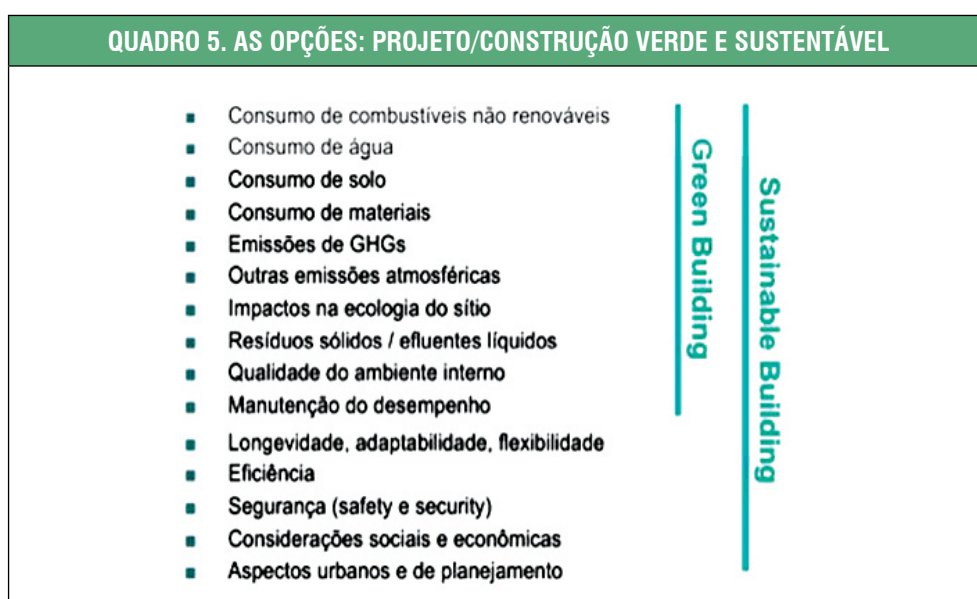 QUADRO 5. AS OPÇÕES: PROJETO/CONSTRUÇÃO VERDE E SUSTENTÁVEL
Consumo de combustíveis não renováveis
Consumo de água
Consumo de solo
Consumo de materiais
Emissões de GHGs
Outras emissões atmosféricas
Impactos na ecologia do sítio
Resíduos sólidos / efluentes líquidos
Qualidade do ambiente interno
Manutenção do desempenho
Longevidade, adaptabilidade, flexibilidade
Eficiência
Segurança (safety e security)
Considerações sociais e econômicas
Aspectos urbanos e de planejamento
Green Building
Sustainable Building